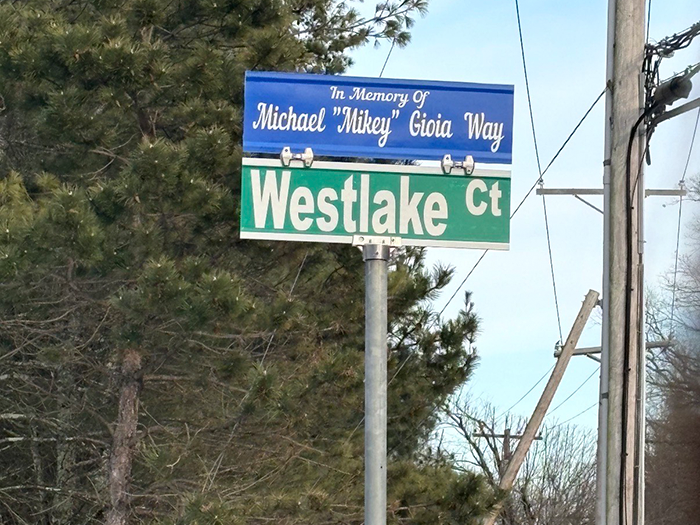 In Memory Of
Michael "Mikey" Gioia Way
Westlake Ct